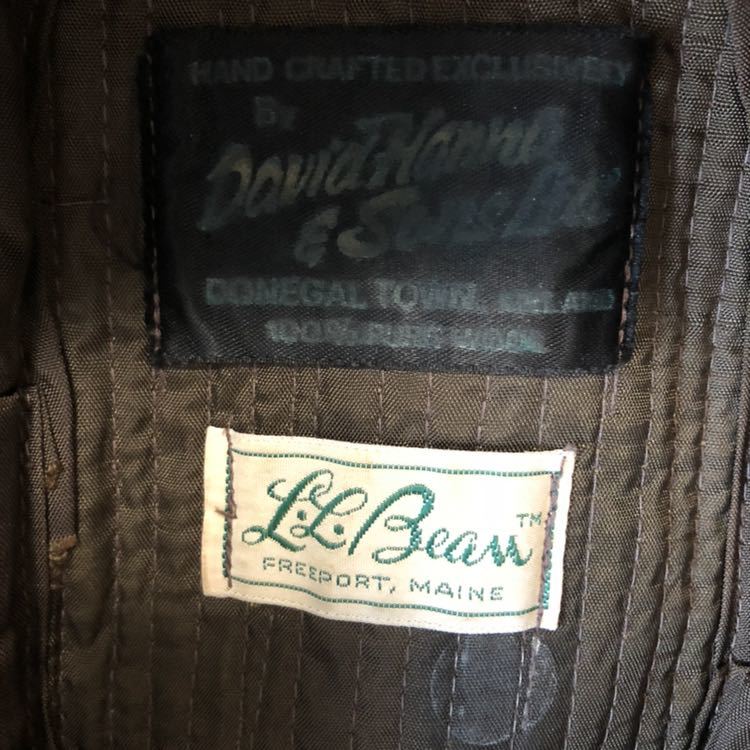 HAND CRAFTED EXCLUSIVELY
By
David Hanna
& Sons Ltd
DONEGAL TOWN, IRELAND
100% PURE WOOL
L.L. Bean™
FREEPORT, MAINE